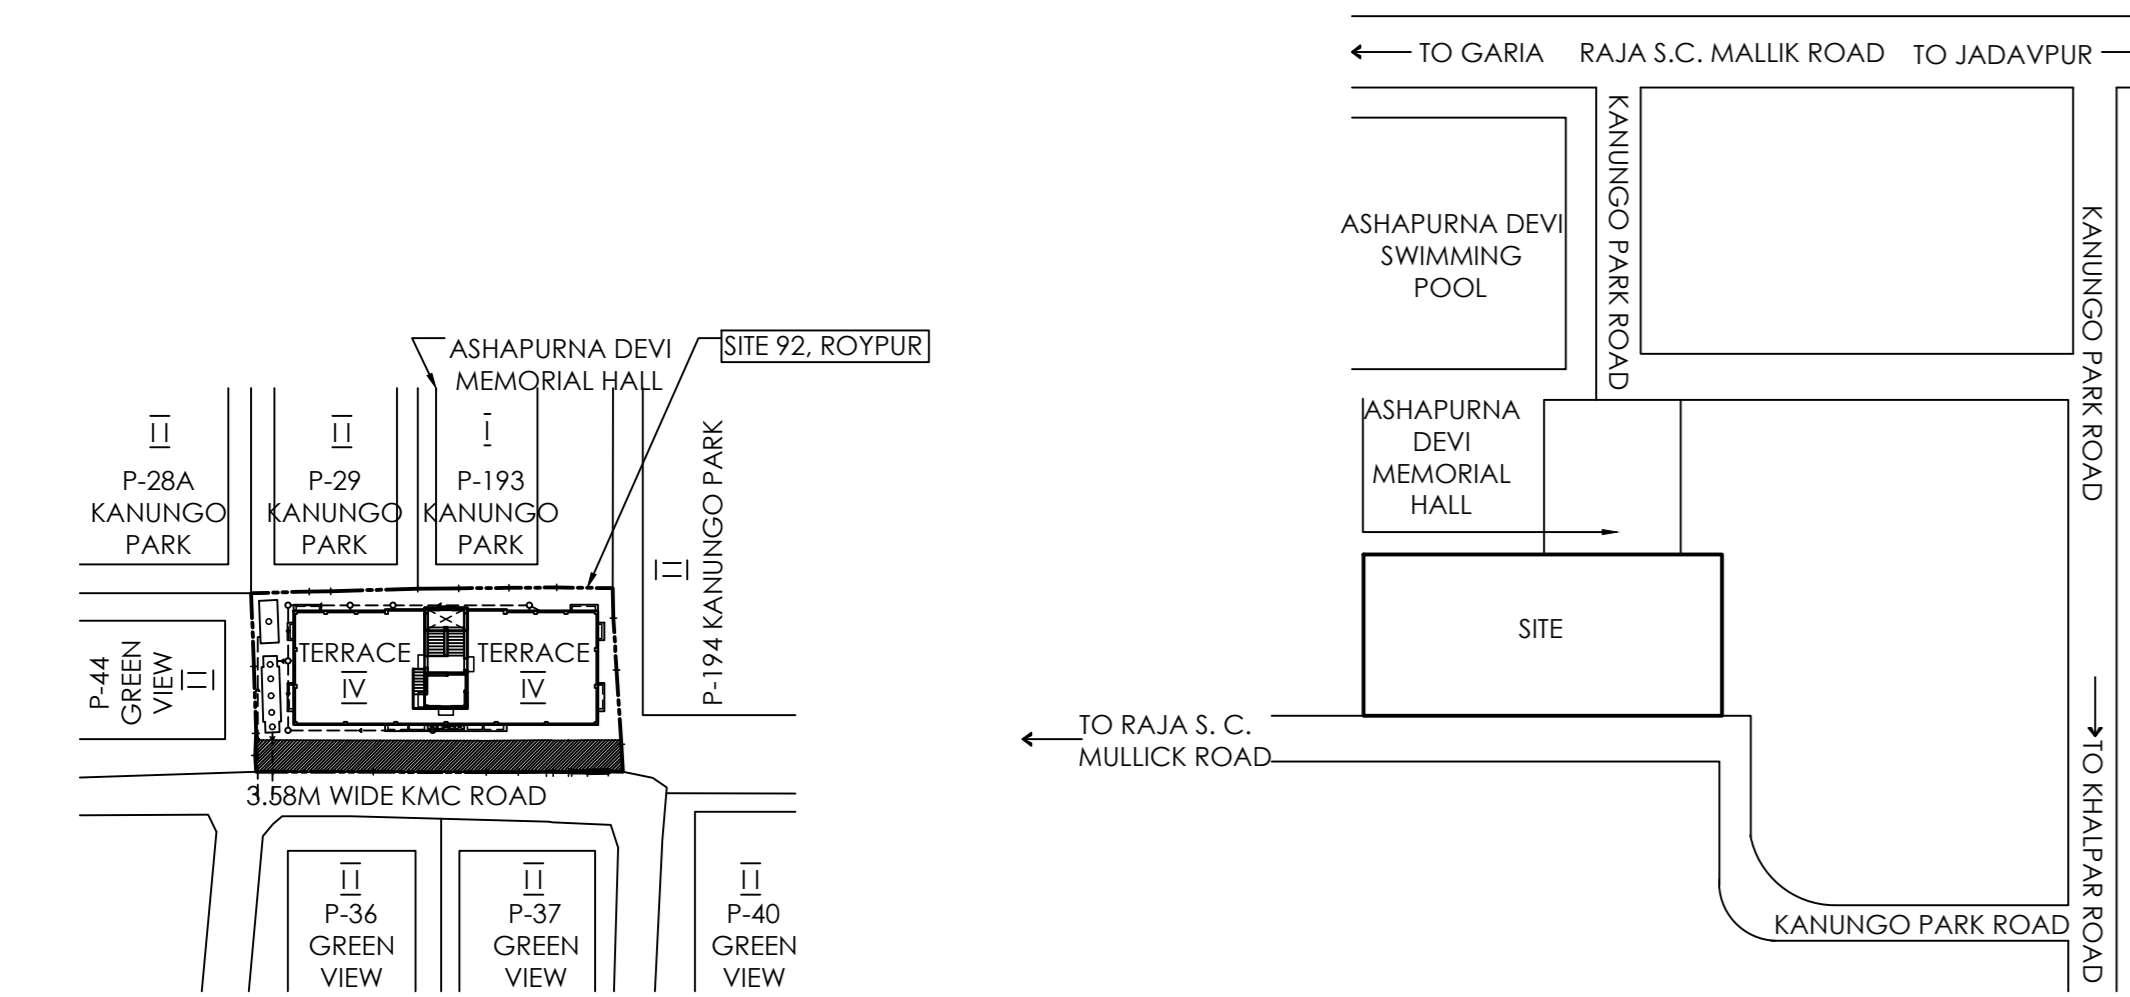 ASHAPURNA DEVI
MEMORIAL HALL
SITE 92, ROYPUR
II
P-28A
KANUNGO
PARK
II
P-29
KANUNGO
PARK
I
P-193
KANUNGO
PARK
II
P-194 KANUNGO PARK
P-44
GREEN
VIEW
II
TERRACE
IV
TERRACE
IV
X
3.58M WIDE KMC ROAD
II
P-36
GREEN
VIEW
II
P-37
GREEN
VIEW
II
P-40
GREEN
VIEW
TO GARIA RAJA S.C. MALLIK ROAD TO JADAVPUR
KANUNGO PARK ROAD
ASHAPURNA DEVI
SWIMMING
POOL
KANUNGO PARK ROAD
ASHAPURNA
DEVI
MEMORIAL
HALL
SITE
TO RAJA S. C.
MULLICK ROAD
KANUNGO PARK ROAD
TO KHALPAR ROAD